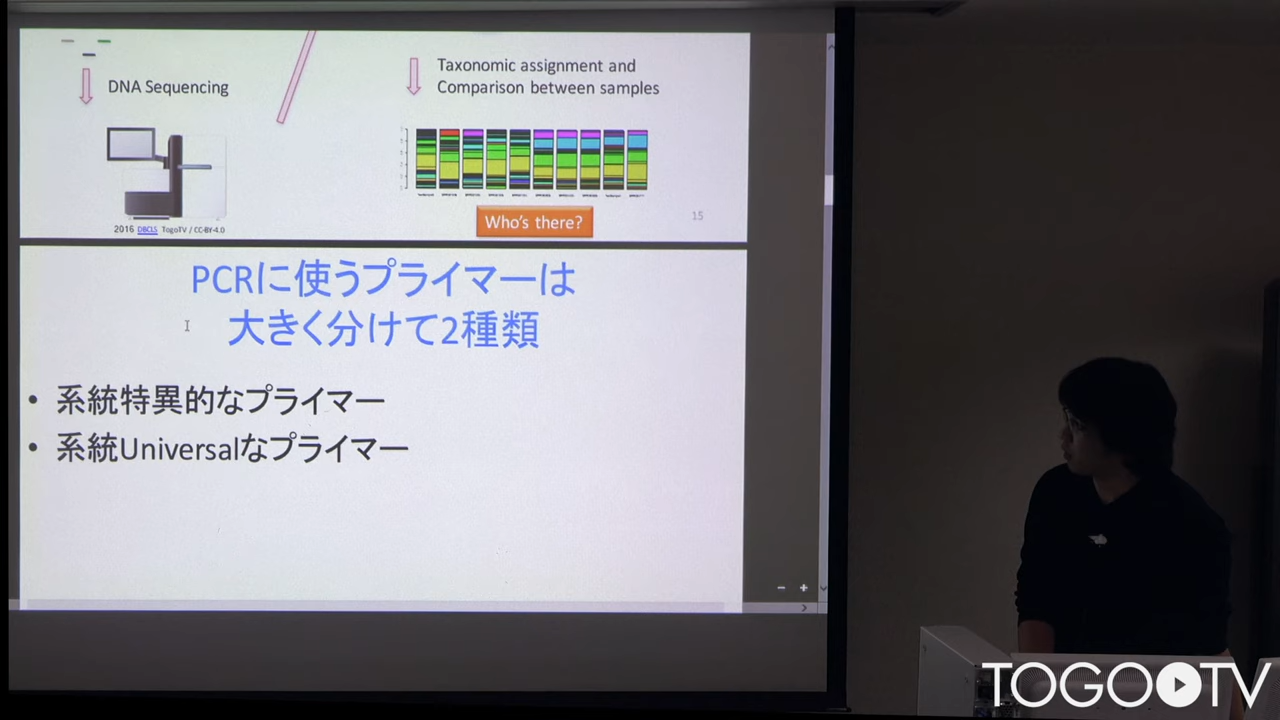 DNA Sequencing
Taxonomic assignment and
Comparison between samples
2016 DBCLS TogoTV / CC-BY-4.0
Who's there?
15
PCRに使うプライマーは
大きく分けて2種類
• 系統特異的なプライマー
• 系統Universalなプライマー
TOGO TV